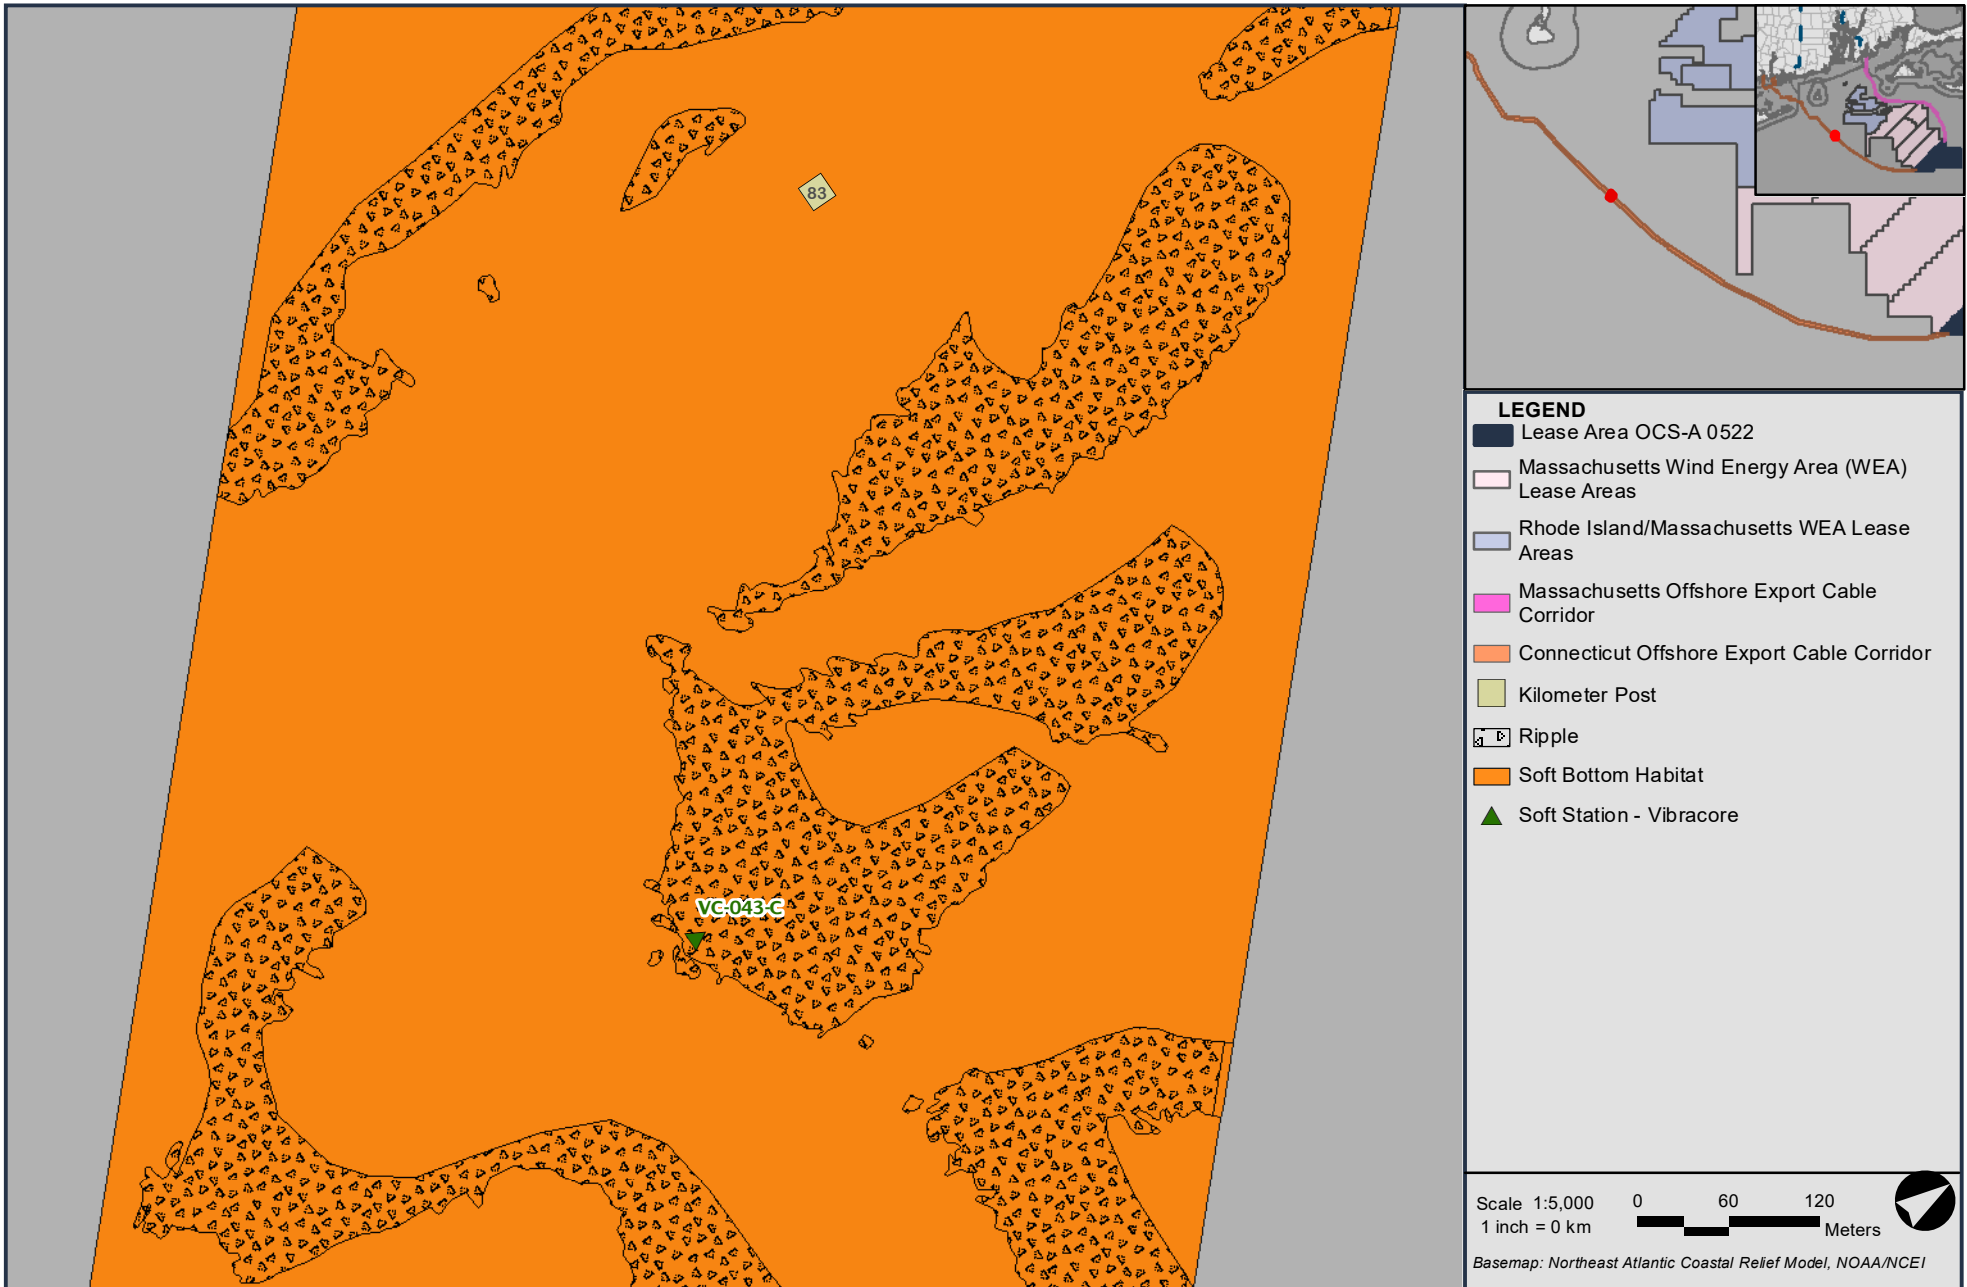 83
VC-043-C
LEGEND
Lease Area OCS-A 0522
Massachusetts Wind Energy Area (WEA)
Lease Areas
Rhode Island/Massachusetts WEA Lease
Areas
Massachusetts Offshore Export Cable
Corridor
Connecticut Offshore Export Cable Corridor
Kilometer Post
Ripple
Soft Bottom Habitat
Soft Station - Vibracore
Scale 1:5,000
1 inch = 0 km
0 60 120
Meters
Basemap: Northeast Atlantic Coastal Relief Model, NOAA/NCEI